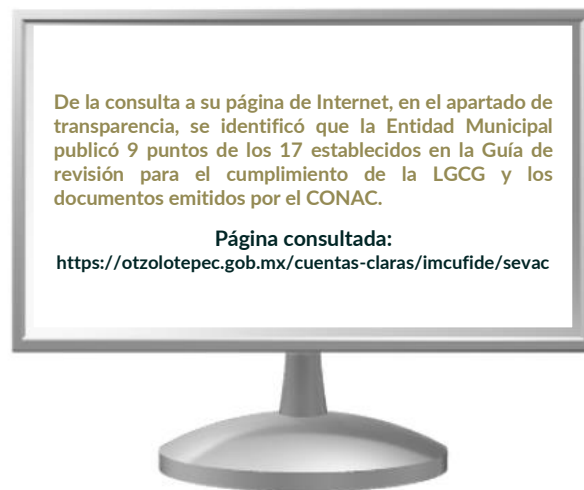 De la consulta a su página de Internet, en el apartado de
transparencia, se identificó que la Entidad Municipal
publicó 9 puntos de los 17 establecidos en la Guía de
revisión para el cumplimiento de la LGCG y los
documentos emitidos por el CONAC.
Página consultada:
https://otzolotepec.gob.mx/cuentas-claras/imcufide/sevac